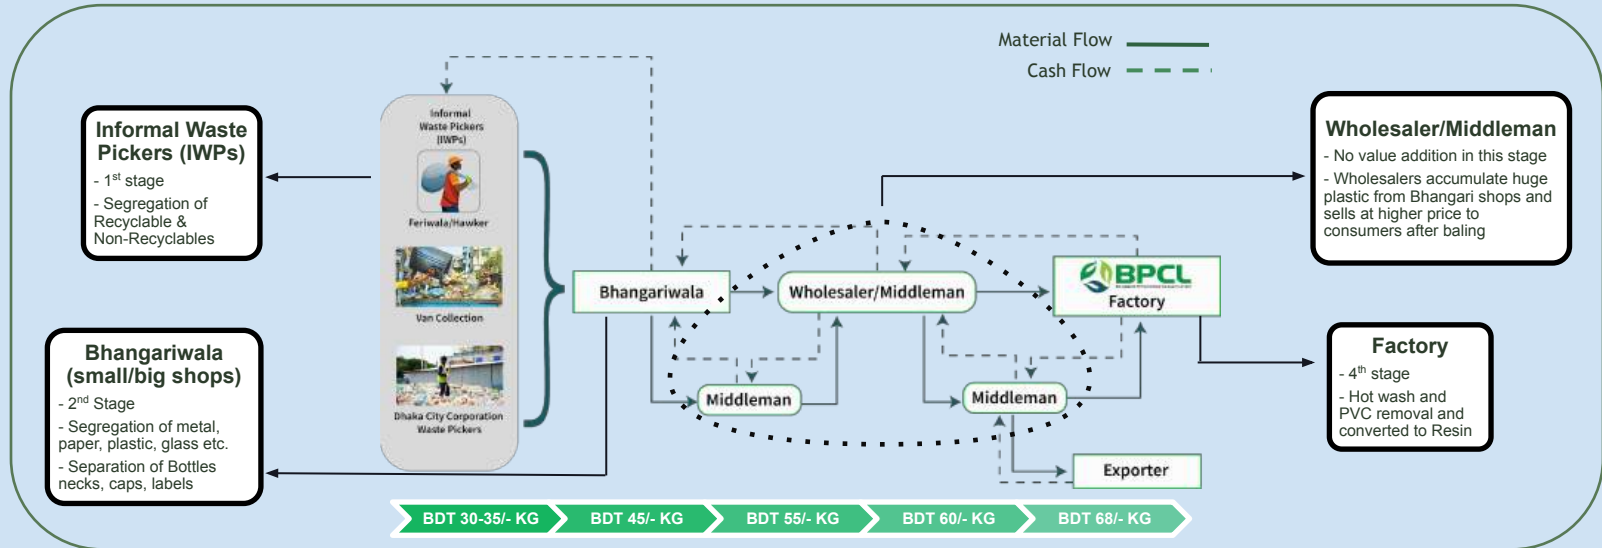 Material Flow
Cash Flow
Informal Waste
Pickers (IWPs)
- 1st stage
- Segregation of
Recyclable &
Non-Recyclables
Bhangariwala
(small/big shops)
- 2nd Stage
- Segregation of metal,
paper, plastic, glass etc.
- Separation of Bottles
necks, caps, labels
Informal
Waste Pickers
(IWPs)
Feriwala/Hawker
Van Collection
Dhaka City Corporation
Waste Pickers
Bhangariwala
Wholesaler/Middleman
Middleman
Middleman
BPCL
Factory
Exporter
Wholesaler/Middleman
- No value addition in this stage
- Wholesalers accumulate huge
plastic from Bhangari shops and
sells at higher price to
consumers after baling
Factory
- 4th stage
- Hot wash and
PVC removal and
converted to Resin
BDT 30-35/- KG
BDT 45/- KG
BDT 55/- KG
BDT 60/- KG
BDT 68/- KG